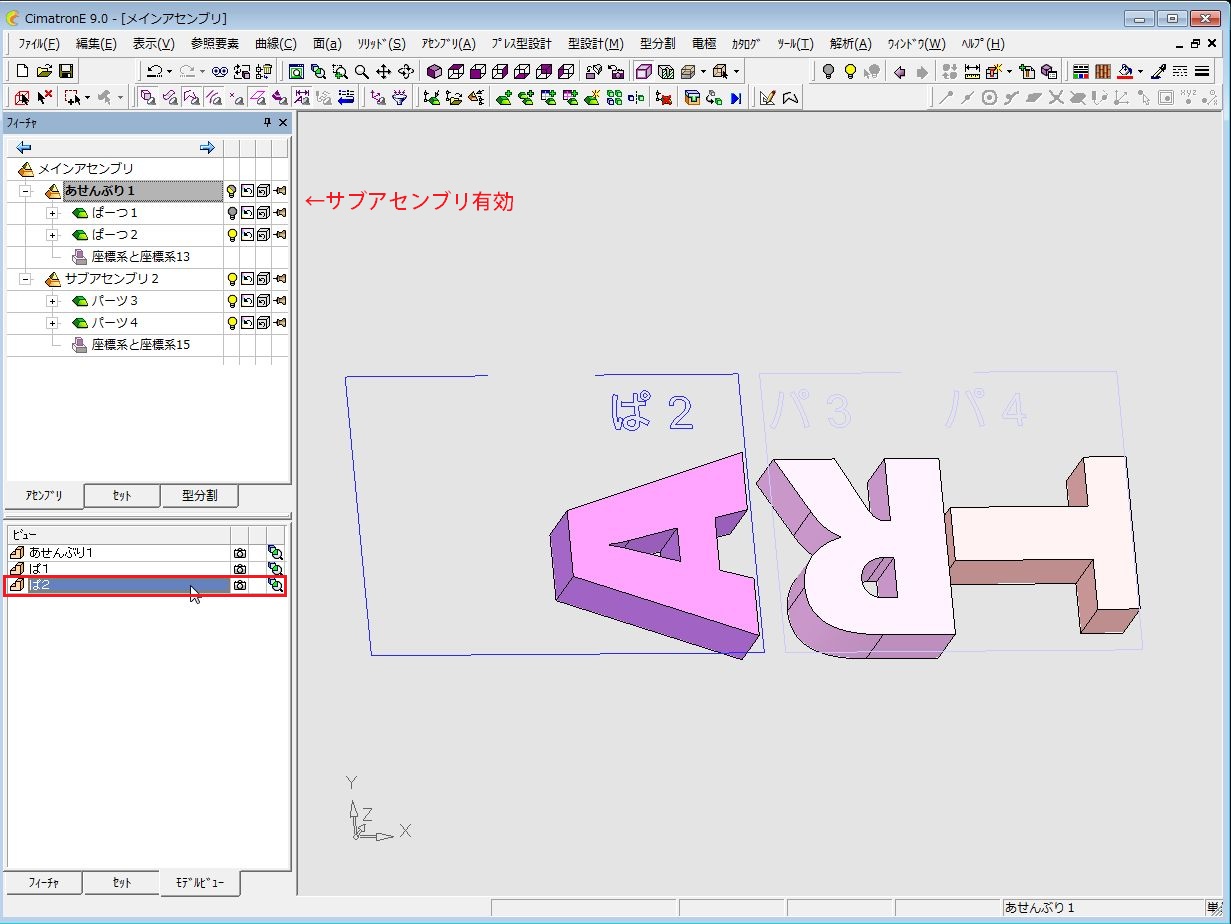 CimatronE 9.0 - [メインアセンブリ]
ﾌｧｲﾙ(F) 編集(E) 表示(V) 参照要素 曲線(C) 面(a) ｿﾘｯﾄﾞ(S) ｱｾﾝﾌﾞﾘ(A) ﾌﾟﾚｽ型設計 型設計(M) 型分割 電極 ｶﾀﾛｸﾞ ﾂｰﾙ(T) 解析(A) ｳｨﾝﾄﾞｳ(W) ﾍﾙﾌﾟ(H)
ﾌｨｰﾁｬ
メインアセンブリ
あせんぶり１
←サブアセンブリ有効
ぱーつ１
ぱーつ２
座標系と座標系13
サブアセンブリ２
パーツ３
パーツ４
座標系と座標系15
ぱ 2
パ 3
パ 4
A R T
ｱｾﾝﾌﾞﾘ ｾｯﾄ 型分割
ﾋﾞｭｰ
あせんぶり1
ぱ1
ぱ2
Y
Z
X
ﾌｨｰﾁｬ ｾｯﾄ ﾓﾃﾞﾙﾋﾞｭｰ
あせんぶり１